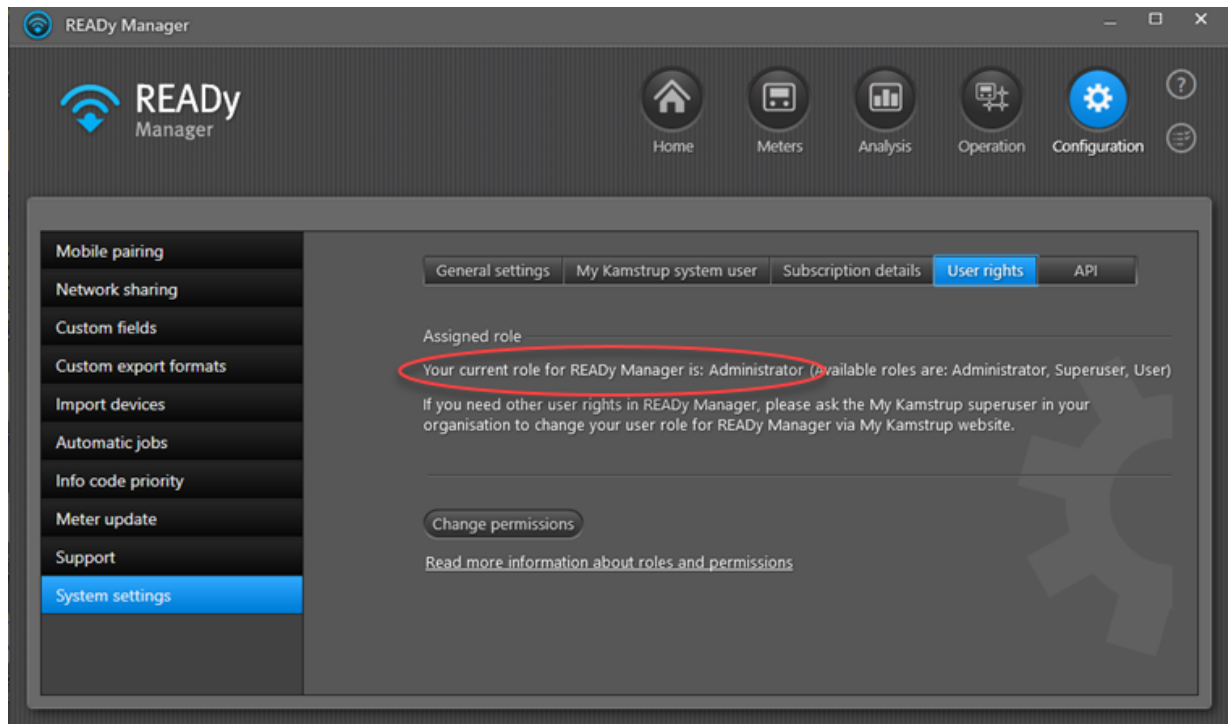 READy Manager
READy
Manager
Home
Meters
Analysis
Operation
Configuration
?
Mobile pairing
Network sharing
Custom fields
Custom export formats
Import devices
Automatic jobs
Info code priority
Meter update
Support
System settings
General settings
My Kamstrup system user
Subscription details
User rights
API
Assigned role
Your current role for READy Manager is: Administrator (Available roles are: Administrator, Superuser, User)
If you need other user rights in READy Manager, please ask the My Kamstrup superuser in your
organisation to change your user role for READy Manager via My Kamstrup website.
Change permissions
Read more information about roles and permissions